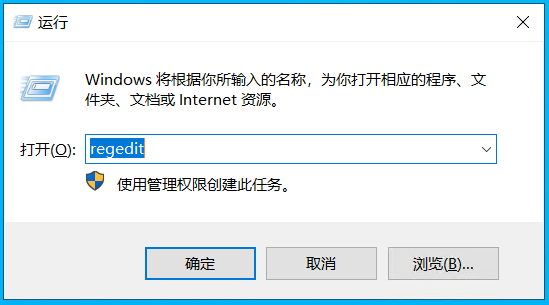 运行
Windows 将根据你所输入的名称，为你打开相应的程序、文
件夹、文档或 Internet 资源。
打开(O): regedit
使用管理权限创建此任务。
确定 取消 浏览(B)...